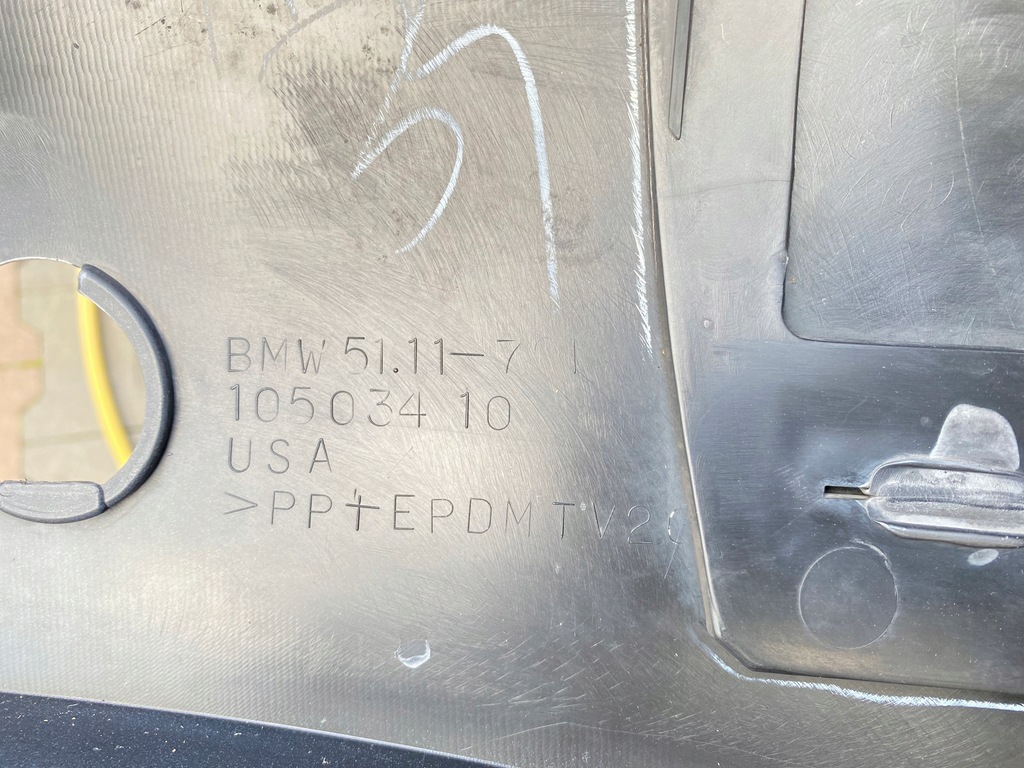 BMW 51.11-7
105034 10
USA
>PP+EPDM TV2